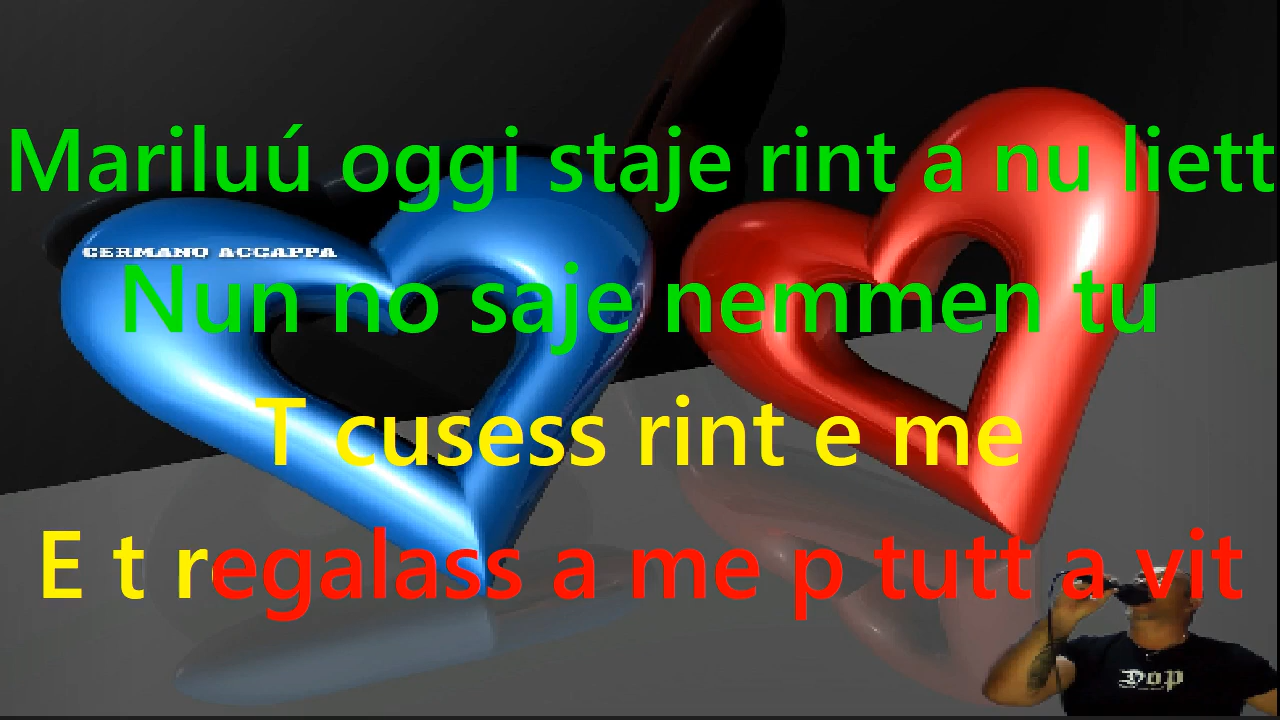 Mariluú oggi staje rint a nu liett
GERMANO ACCAPPA
Nun no saje nemmen tu
T cusess rint e me
E t regalass a me p tutt a vit